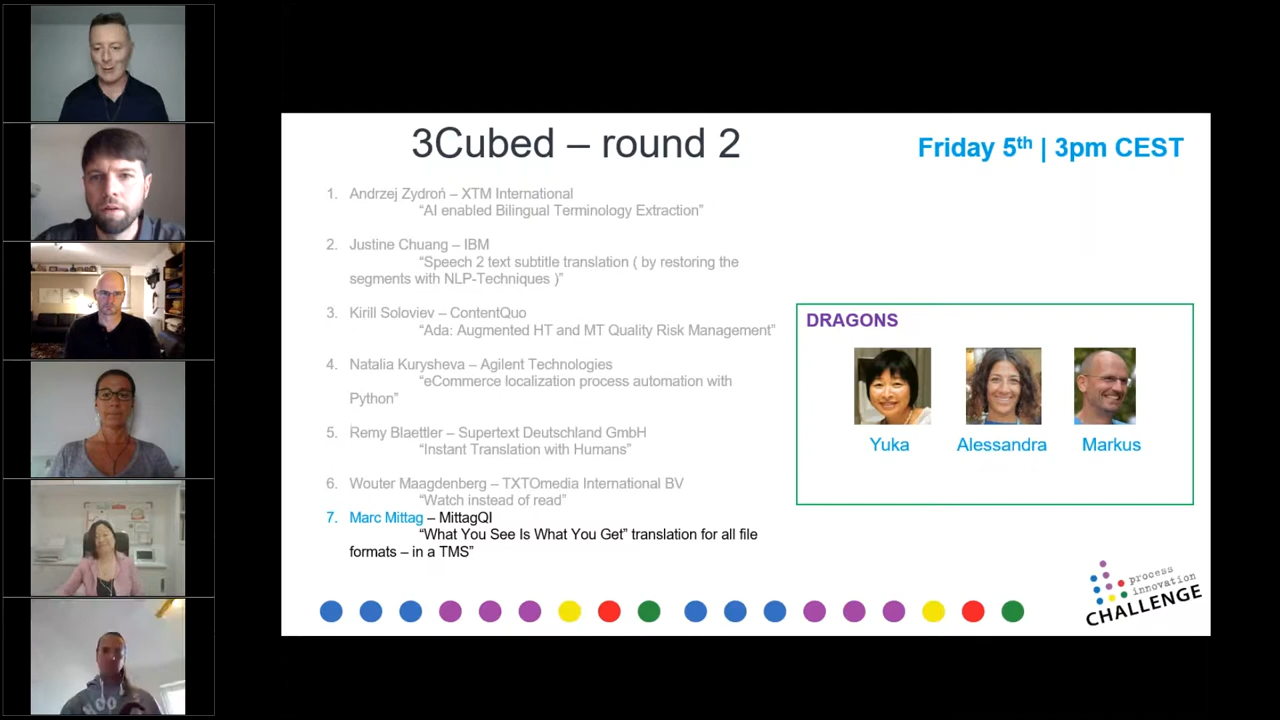 3Cubed – round 2
Friday 5th | 3pm CEST
1. Andrzej Zydroń – XTM International
“AI enabled Bilingual Terminology Extraction”
2. Justine Chuang – IBM
“Speech 2 text subtitle translation ( by restoring the
segments with NLP-Techniques )”
3. Kirill Soloviev – ContentQuo
“Ada: Augmented HT and MT Quality Risk Management”
4. Natalia Kurysheva – Agilent Technologies
“eCommerce localization process automation with
Python”
5. Remy Blaettler – Supertext Deutschland GmbH
“Instant Translation with Humans”
6. Wouter Maagdenberg – TXTOmedia International BV
“Watch instead of read”
7. Marc Mittag – MittagQI
“What You See Is What You Get” translation for all file
formats – in a TMS”
DRAGONS
Yuka
Alessandra
Markus
process
innovation
CHALLENGE